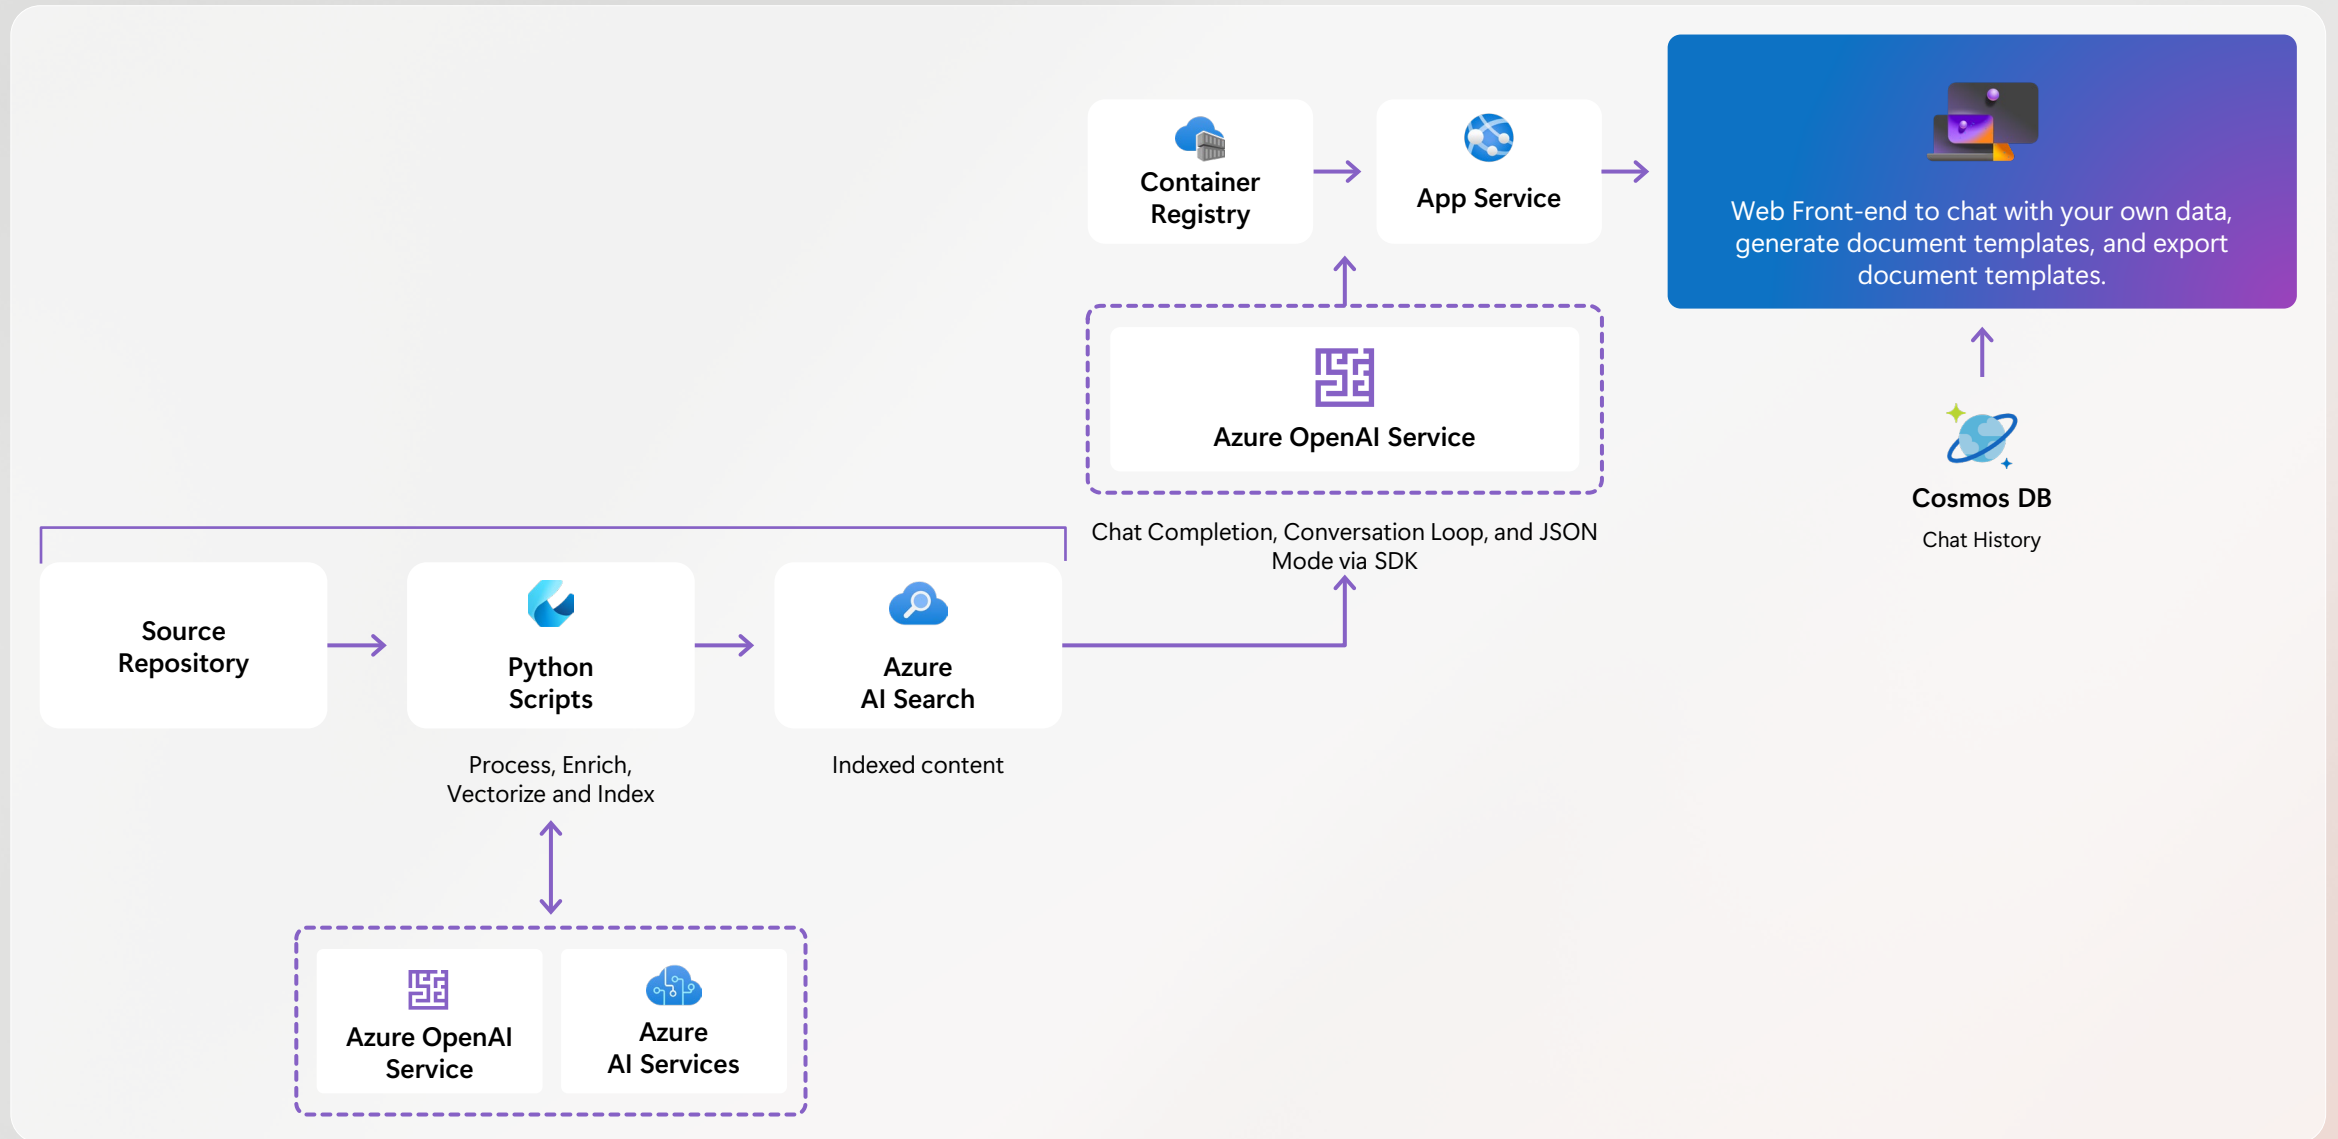 Container
Registry
App Service
Web Front-end to chat with your own data,
generate document templates, and export
document templates.
Azure OpenAI Service
Chat Completion, Conversation Loop, and JSON
Mode via SDK
Cosmos DB
Chat History
Source
Repository
Python
Scripts
Process, Enrich,
Vectorize and Index
Azure
AI Search
Indexed content
Azure OpenAI
Service
Azure
AI Services